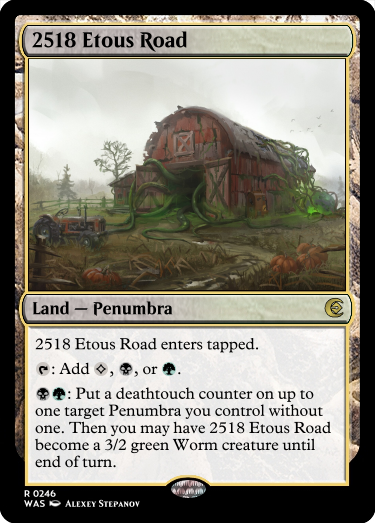 2518 Etous Road
Land — Penumbra
2518 Etous Road enters tapped.
: Add , , or .
: Put a deathtouch counter on up to
one target Penumbra you control without
one. Then you may have 2518 Etous Road
become a 3/2 green Worm creature until
end of turn.
R 0246
WAS Alexey Stepanov